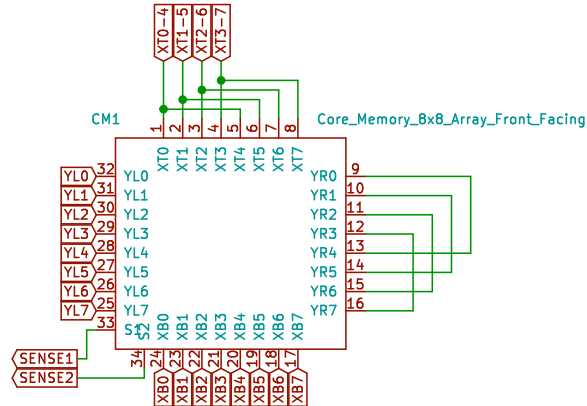 XT0-4 XT1-5 XT2-6 XT3-7
CM1 Core_Memory_8x8_Array_Front_Facing
1 2 3 4 5 6 7 8
XT0 XT1 XT2 XT3 XT4 XT5 XT6 XT7
YL0 32 YL0 YR0 9
YL1 31 YL1 YR1 10
YL2 30 YL2 YR2 11
YL3 29 YL3 YR3 12
YL4 28 YL4 YR4 13
YL5 27 YL5 YR5 14
YL6 26 YL6 YR6 15
YL7 25 YL7 YR7 16
33 S1 S2 XB0 XB1 XB2 XB3 XB4 XB5 XB6 XB7
SENSE1 34 24 23 22 21 20 19 18 17
SENSE2 XB0 XB1 XB2 XB3 XB4 XB5 XB6 XB7